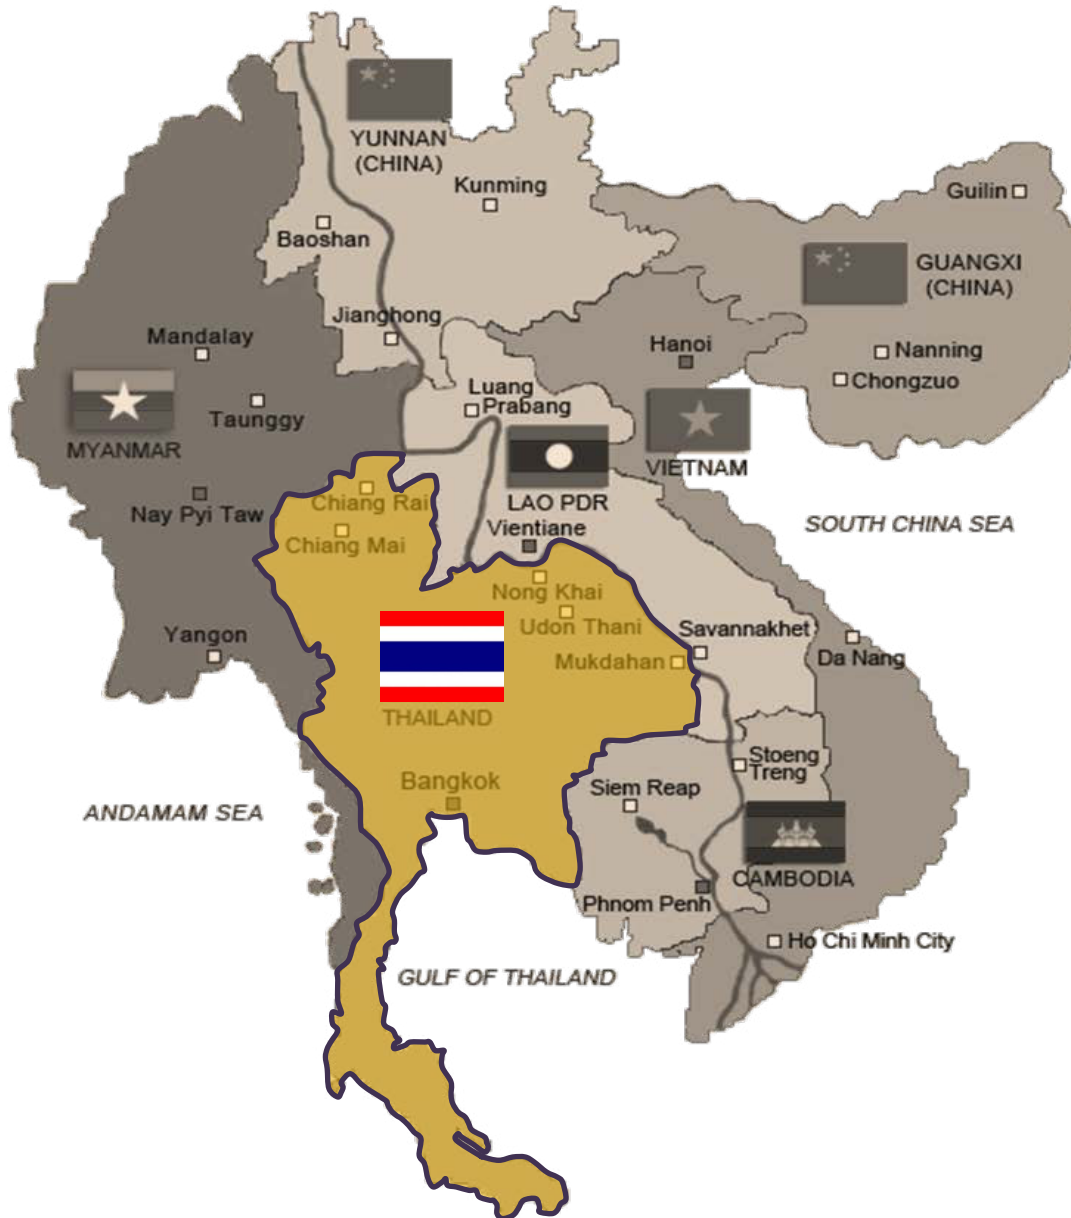 YUNNAN
(CHINA)
Kunming
Guilin
Baoshan
GUANGXI
(CHINA)
Jianghong
Mandalay
Hanoi
Nanning
Chongzuo
Luang
Prabang
Taunggy
MYANMAR
VIETNAM
Chiang Rai
LAO PDR
Nay Pyi Taw
Vientiane
SOUTH CHINA SEA
Chiang Mai
Nong Khai
Udon Thani
Yangon
Savannakhet
Mukdahan
Da Nang
THAILAND
Stoeng
Treng
Bangkok
Siem Reap
ANDAMAM SEA
CAMBODIA
Phnom Penh
Ho Chi Minh City
GULF OF THAILAND